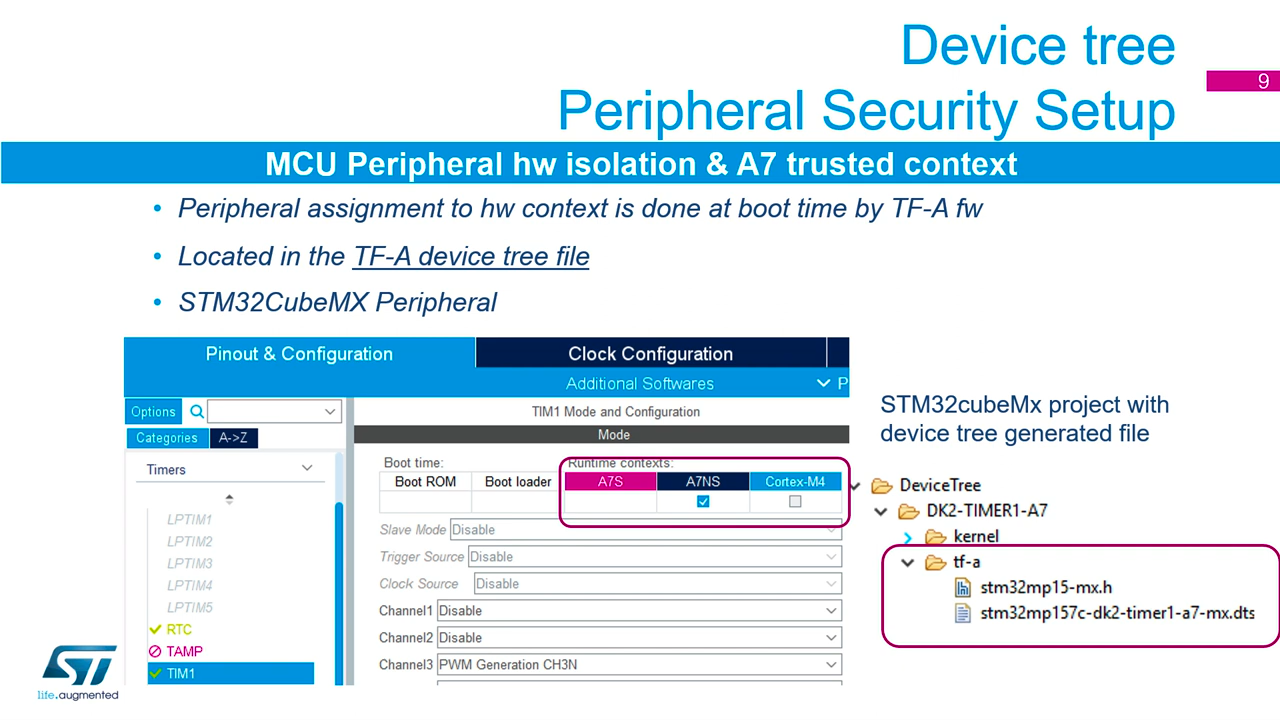 Device tree
9
Peripheral Security Setup
MCU Peripheral hw isolation & A7 trusted context
• Peripheral assignment to hw context is done at boot time by TF-A fw
• Located in the TF-A device tree file
• STM32CubeMX Peripheral
Pinout & Configuration
Clock Configuration
Additional Softwares
P
Options
Categories
A->Z
Timers
LPTIM1
LPTIM2
LPTIM3
LPTIM4
LPTIM5
RTC
TAMP
TIM1
TIM1 Mode and Configuration
Mode
Boot time:
Runtime contexts:
Boot ROM
Boot loader
A7S
A7NS
Cortex-M4
Slave Mode Disable
Trigger Source Disable
Clock Source Disable
Channel1 Disable
Channel2 Disable
Channel3 PWM Generation CH3N
STM32cubeMx project with
device tree generated file
DeviceTree
DK2-TIMER1-A7
kernel
tf-a
stm32mp15-mx.h
stm32mp157c-dk2-timer1-a7-mx.dts
ST
life.augmented